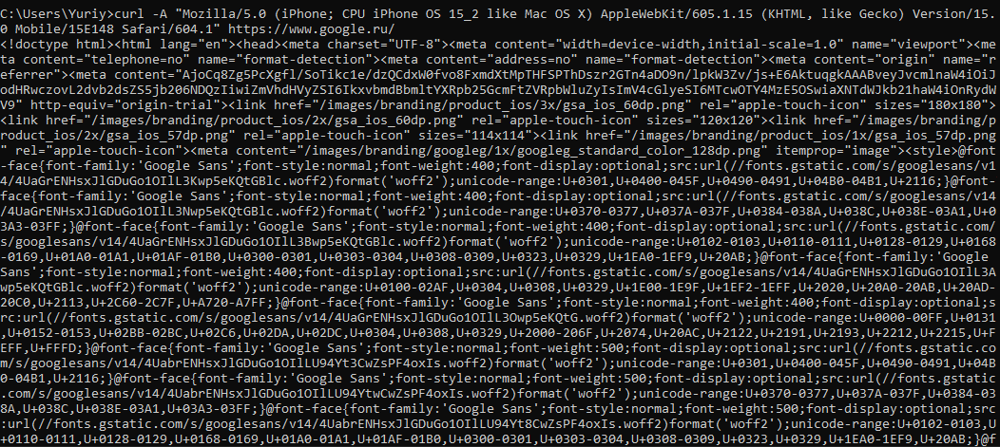 C:\Users\Yuriy>curl -A "Mozilla/5.0 (iPhone; CPU iPhone OS 15_2 like Mac OS X) AppleWebKit/605.1.15 (KHTML, like Gecko) Version/15.
0 Mobile/15E148 Safari/604.1" https://www.google.ru/
<!doctype html><html lang="en"><head><meta charset="UTF-8"><meta content="width=device-width,initial-scale=1.0" name="viewport"><me
ta content="telephone=no" name="format-detection"><meta content="address=no" name="format-detection"><meta content="origin" name="r
eferrer"><meta content="AjoCq8Zg5PcXgfl/SoTikc1e/dzQCdxW0fvo8FxmdXtMpTHFSPThDszr2GTn4aDO9n/lpkW3Zv/js+E6AktuqgkAAABveyJvcmlnaW4iOiJ
odHRwczovL2dvb2dsZS5jb206NDQzIiwiZmVhdHVyZSI6IkxvbmdBbmltYXRpb25GcmFtZVRpbWluZyIsImV4cGlyeSI6MTcwOTY4MzE5OSwiaXNTdWJkb21haW4iOnRydW
V9" http-equiv="origin-trial"><link href="/images/branding/product_ios/3x/gsa_ios_60dp.png" rel="apple-touch-icon" sizes="180x180">
<link href="/images/branding/product_ios/2x/gsa_ios_60dp.png" rel="apple-touch-icon" sizes="120x120"><link href="/images/branding/p
roduct_ios/2x/gsa_ios_57dp.png" rel="apple-touch-icon" sizes="114x114"><link href="/images/branding/product_ios/1x/gsa_ios_57dp.png
" rel="apple-touch-icon"><meta content="/images/branding/googleg/1x/googleg_standard_color_128dp.png" itemprop="image"><style>@font
-face{font-family:'Google Sans';font-style:normal;font-weight:400;font-display:optional;src:url(//fonts.gstatic.com/s/googlesans/v1
4/4UaGrENHsxJlGDuGo1OIlL3Kwp5eKQtGBlc.woff2)format('woff2');unicode-range:U+0301,U+0400-045F,U+0490-0491,U+04B0-04B1,U+2116;}@font-
face{font-family:'Google Sans';font-style:normal;font-weight:400;font-display:optional;src:url(//fonts.gstatic.com/s/googlesans/v14
/4UaGrENHsxJlGDuGo1OIlL3Nwp5eKQtGBlc.woff2)format('woff2');unicode-range:U+0370-0377,U+037A-037F,U+0384-038A,U+038C,U+038E-03A1,U+0
3A3-03FF;}@font-face{font-family:'Google Sans';font-style:normal;font-weight:400;font-display:optional;src:url(//fonts.gstatic.com/
s/googlesans/v14/4UaGrENHsxJlGDuGo1OIlL3Bwp5eKQtGBlc.woff2)format('woff2');unicode-range:U+0102-0103,U+0110-0111,U+0128-0129,U+0168
-0169,U+01A0-01A1,U+01AF-01B0,U+0300-0301,U+0303-0304,U+0308-0309,U+0323,U+0329,U+1EA0-1EF9,U+20AB;}@font-face{font-family:'Google 
Sans';font-style:normal;font-weight:400;font-display:optional;src:url(//fonts.gstatic.com/s/googlesans/v14/4UaGrENHsxJlGDuGo1OIlL3A
wp5eKQtGBlc.woff2)format('woff2');unicode-range:U+0100-02AF,U+0304,U+0308,U+0329,U+1E00-1E9F,U+1EF2-1EFF,U+2020,U+20A0-20AB,U+20AD-
20C0,U+2113,U+2C60-2C7F,U+A720-A7FF;}@font-face{font-family:'Google Sans';font-style:normal;font-weight:400;font-display:optional;s
rc:url(//fonts.gstatic.com/s/googlesans/v14/4UaGrENHsxJlGDuGo1OIlL3Owp5eKQtG.woff2)format('woff2');unicode-range:U+0000-00FF,U+0131
,U+0152-0153,U+02BB-02BC,U+02C6,U+02DA,U+02DC,U+0304,U+0308,U+0329,U+2000-206F,U+2074,U+20AC,U+2122,U+2191,U+2193,U+2212,U+2215,U+F
EFF,U+FFFD;}@font-face{font-family:'Google Sans';font-style:normal;font-weight:500;font-display:optional;src:url(//fonts.gstatic.co
m/s/googlesans/v14/4UabrENHsxJlGDuGo1OIlLU94Yt3CwZsPF4oxIs.woff2)format('woff2');unicode-range:U+0301,U+0400-045F,U+0490-0491,U+04B
0-04B1,U+2116;}@font-face{font-family:'Google Sans';font-style:normal;font-weight:500;font-display:optional;src:url(//fonts.gstatic
.com/s/googlesans/v14/4UabrENHsxJlGDuGo1OIlLU94YtwCwZsPF4oxIs.woff2)format('woff2');unicode-range:U+0370-0377,U+037A-037F,U+0384-03
8A,U+038C,U+038E-03A1,U+03A3-03FF;}@font-face{font-family:'Google Sans';font-style:normal;font-weight:500;font-display:optional;src
:url(//fonts.gstatic.com/s/googlesans/v14/4UabrENHsxJlGDuGo1OIlLU94Yt8CwZsPF4oxIs.woff2)format('woff2');unicode-range:U+0102-0103,U
+0110-0111,U+0128-0129,U+0168-0169,U+01A0-01A1,U+01AF-01B0,U+0300-0301,U+0303-0304,U+0308-0309,U+0323,U+0329,U+1EA0-1EF9,U+20AB;}@f